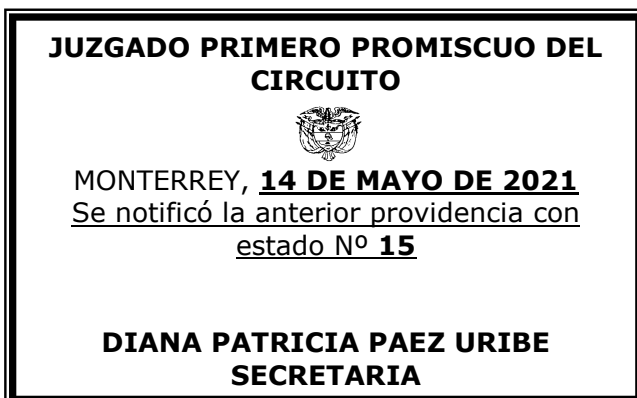 JUZGADO PRIMERO PROMISCUO DEL
CIRCUITO
MONTERREY, 14 DE MAYO DE 2021
Se notificó la anterior providencia con
estado Nº 15
DIANA PATRICIA PAEZ URIBE
SECRETARIA